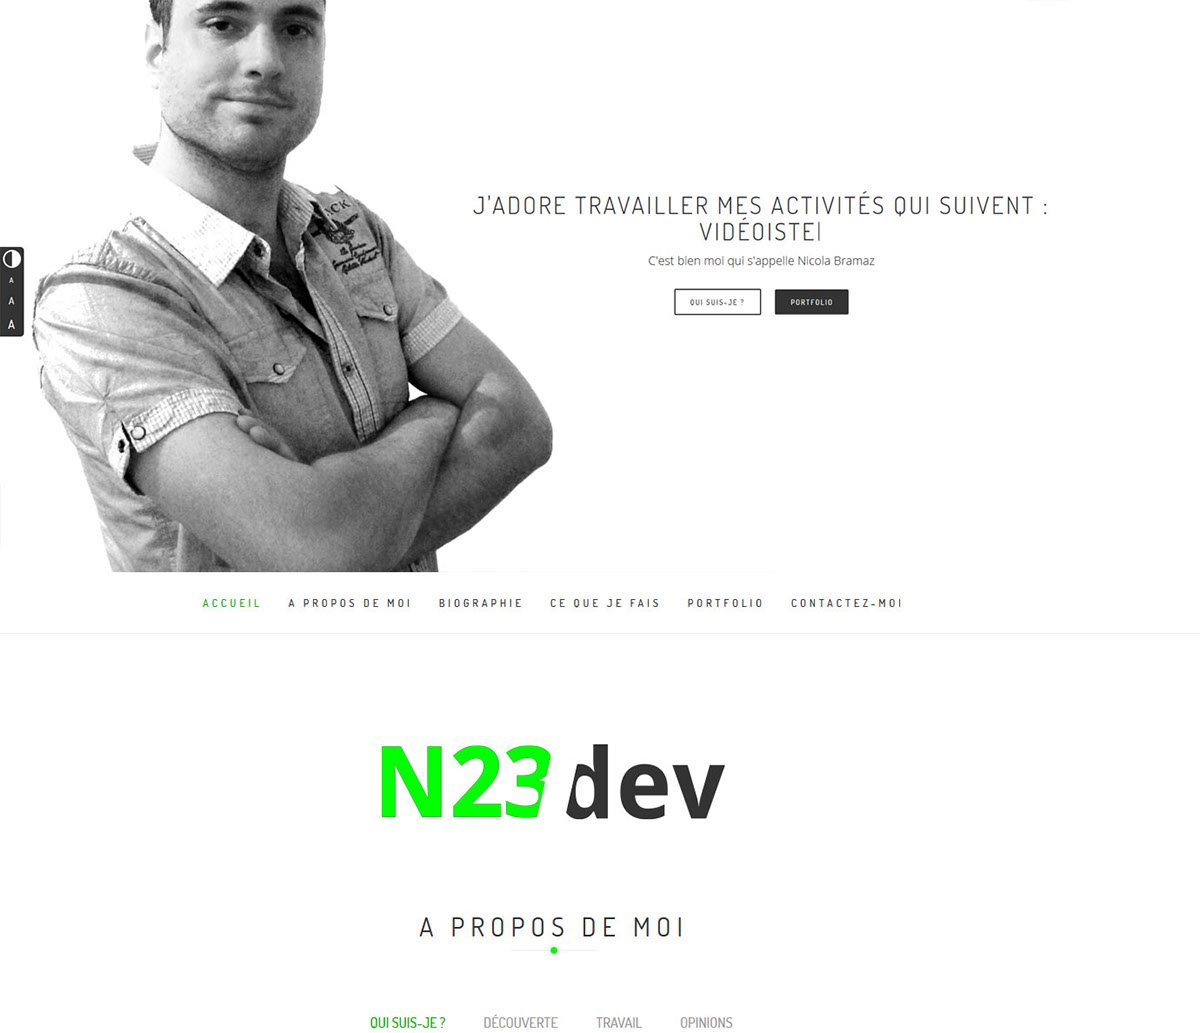 J'ADORE TRAVAILLER MES ACTIVITÉS QUI SUIVENT :
VIDÉOISTE|
C'est bien moi qui s'appelle Nicola Bramaz
QUI SUIS-JE ? PORTFOLIO
A
A
A
ACCUEIL A PROPOS DE MOI BIOGRAPHIE CE QUE JE FAIS PORTFOLIO CONTACTEZ-MOI
N23 dev
A PROPOS DE MOI
QUI SUIS-JE ? DÉCOUVERTE TRAVAIL OPINIONS